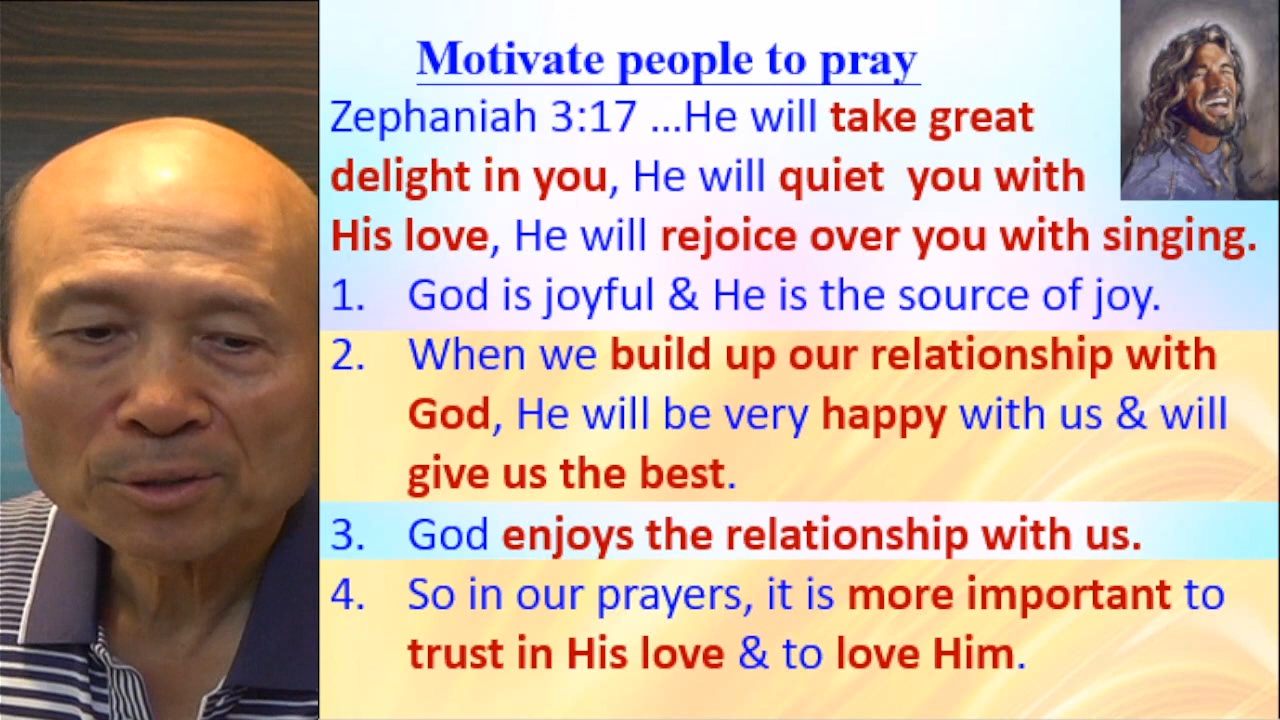 Motivate people to pray
Zephaniah 3:17 ...He will take great
delight in you, He will quiet  you with
His love, He will rejoice over you with singing.
1. God is joyful & He is the source of joy.
2. When we build up our relationship with
God, He will be very happy with us & will
give us the best.
3. God enjoys the relationship with us.
4. So in our prayers, it is more important to
trust in His love & to love Him.